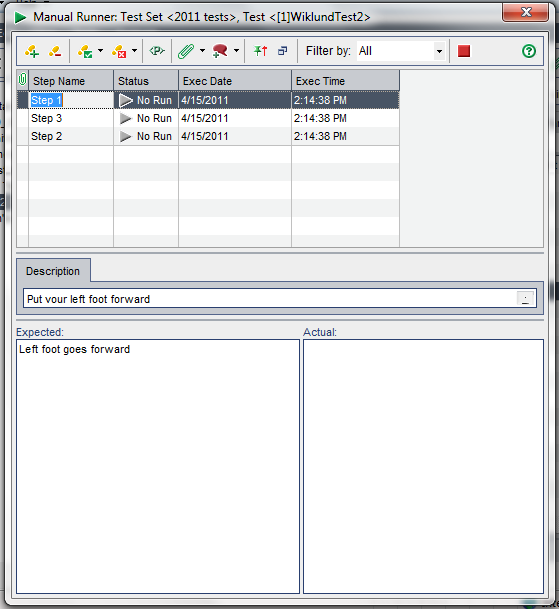 Manual Runner: Test Set <2011 tests>, Test <[1]WiklundTest2>
<P> Filter by: All
Step Name Status Exec Date Exec Time
Step 1 No Run 4/15/2011 2:14:38 PM
Step 3 No Run 4/15/2011 2:14:38 PM
Step 2 No Run 4/15/2011 2:14:38 PM
Description
Put your left foot forward
Expected: Actual:
Left foot goes forward